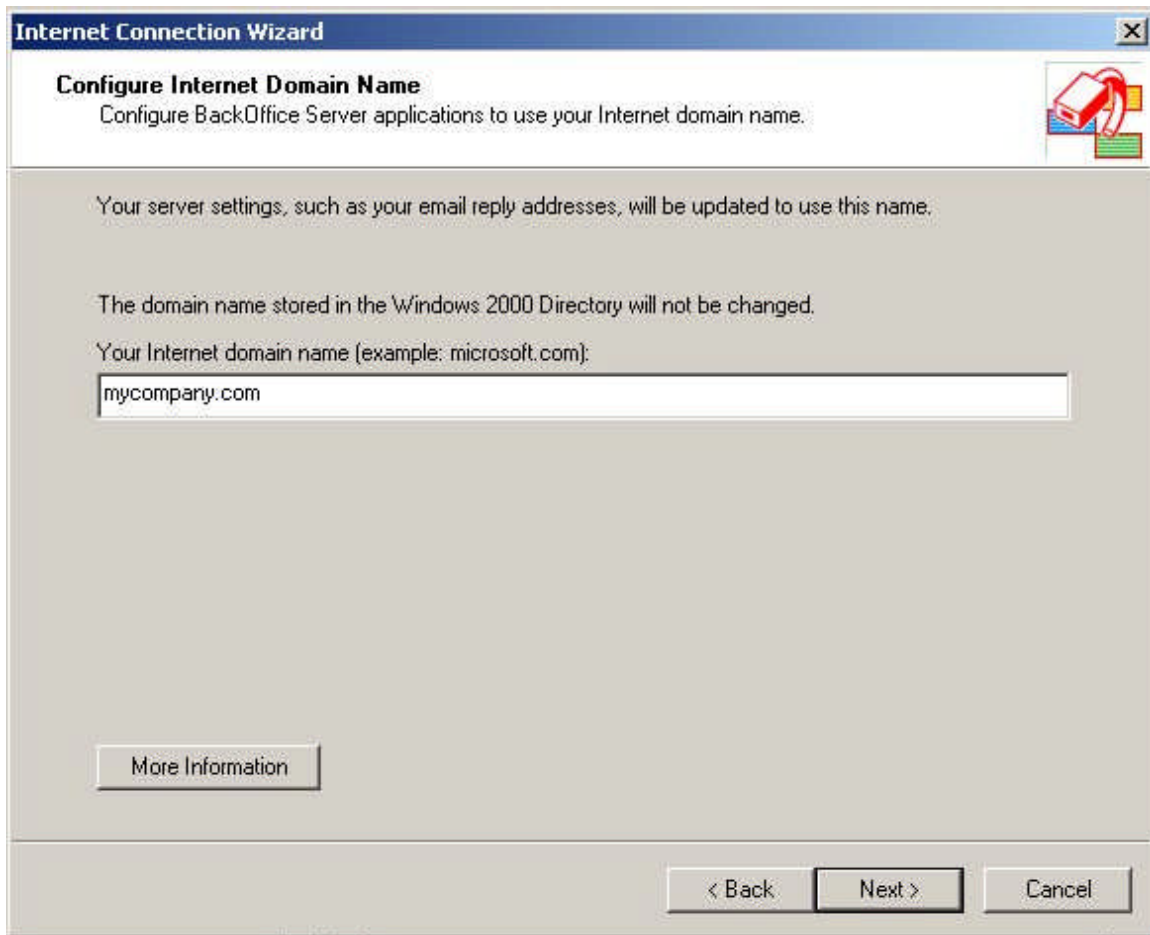 Internet Connection Wizard
Configure Internet Domain Name
Configure BackOffice Server applications to use your Internet domain name.
Your server settings, such as your email reply addresses, will be updated to use this name.
The domain name stored in the Windows 2000 Directory will not be changed.
Your Internet domain name (example: microsoft.com):
mycompany.com
More Information
< Back
Next >
Cancel